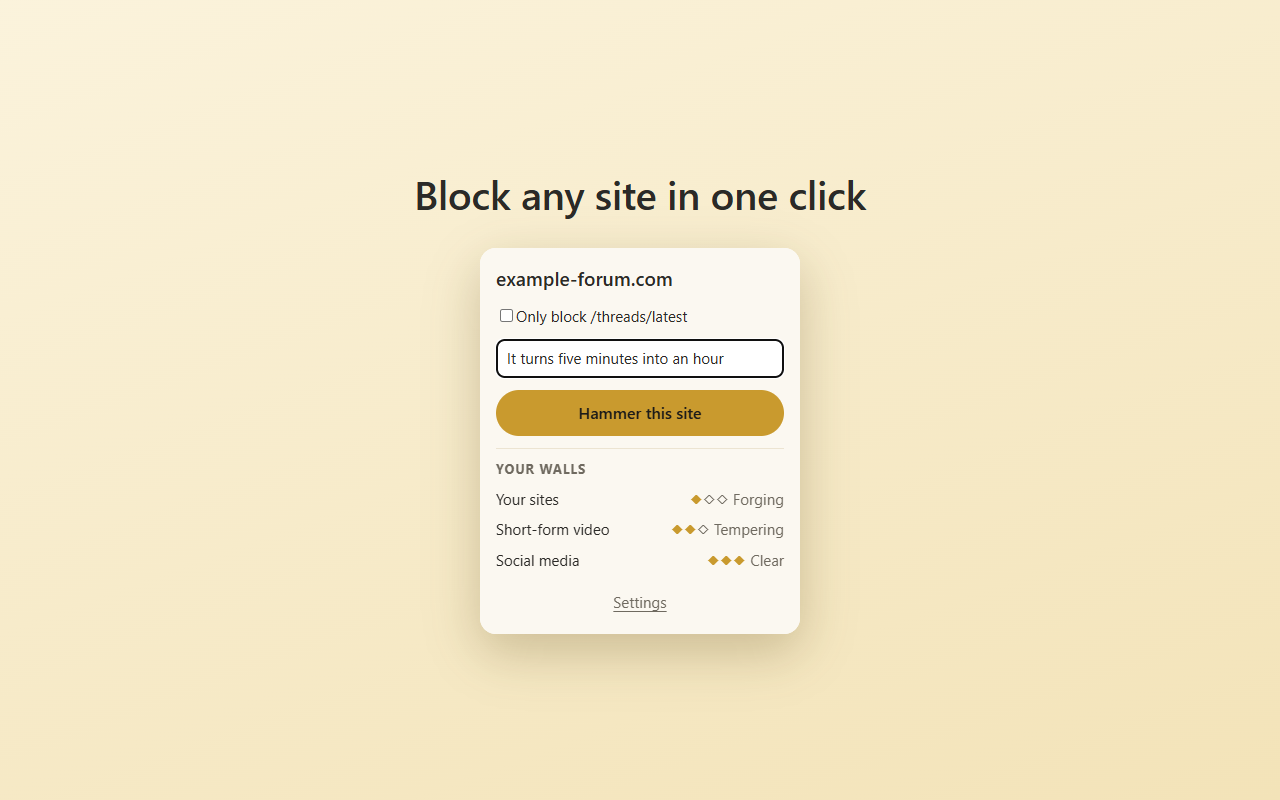 Block any site in one click
example-forum.com
Only block /threads/latest
It turns five minutes into an hour
Hammer this site
YOUR WALLS
Your sites ◆◇◇ Forging
Short-form video ◆◆◇ Tempering
Social media ◆◆◆ Clear
Settings